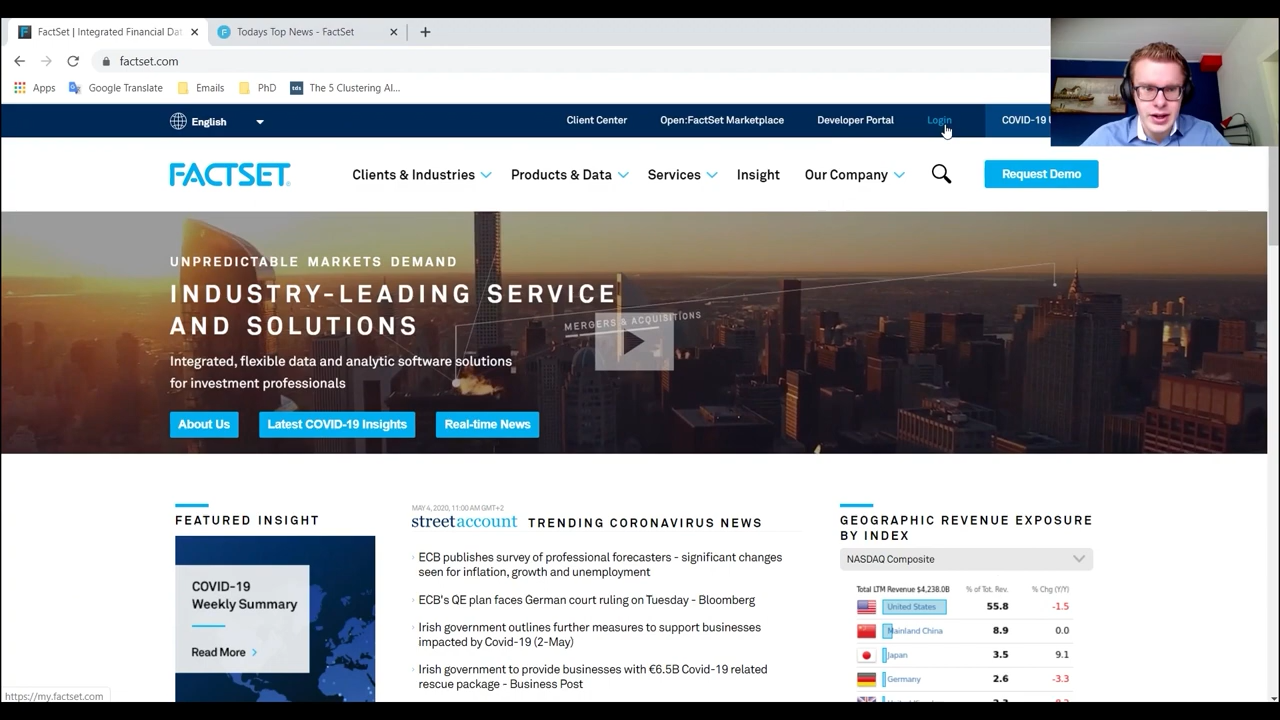 FactSet | Integrated Financial Dat
Todays Top News - FactSet
factset.com
Apps
Google Translate
Emails
PhD
tds
The 5 Clustering Al...
English
Client Center
Open:FactSet Marketplace
Developer Portal
Login
COVID-19
FACTSET
Clients & Industries
Products & Data
Services
Insight
Our Company
Request Demo
UNPREDICTABLE MARKETS DEMAND
INDUSTRY-LEADING SERVICE
AND SOLUTIONS
MERGERS & ACQUISITIONS
Integrated, flexible data and analytic software solutions
for investment professionals
About Us
Latest COVID-19 Insights
Real-time News
FEATURED INSIGHT
COVID-19
Weekly Summary
Read More
MAY 4, 2020, 11:00 AM GMT+2
streetaccount TRENDING CORONAVIRUS NEWS
ECB publishes survey of professional forecasters - significant changes
seen for inflation, growth and unemployment
ECB's QE plan faces German court ruling on Tuesday - Bloomberg
Irish government outlines further measures to support businesses
impacted by Covid-19 (2-May)
Irish government to provide businesses with €6.5B Covid-19 related
rescue package - Business Post
GEOGRAPHIC REVENUE EXPOSURE
BY INDEX
NASDAQ Composite
Total LTM Revenue $4,238.0B % of Tot. Rev. % Chg (Y/Y)
United States 55.8 -1.5
Mainland China 8.9 0.0
Japan 3.5 9.1
Germany 2.6 -3.3
https://my.factset.com